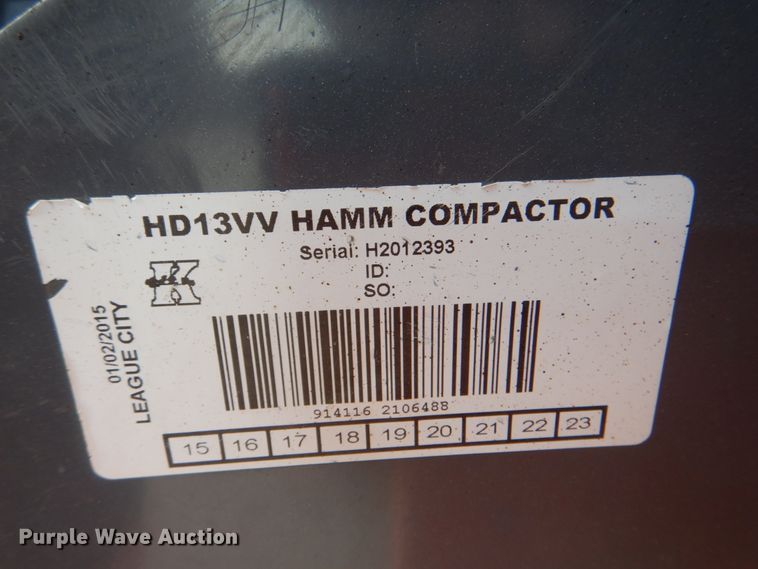 HD13VV HAMM COMPACTOR
Serial: H2012393
ID:
SO:
K
01/02/2015
LEAGUE CITY
914116 2106488
15 16 17 18 19 20 21 22 23
Purple Wave Auction